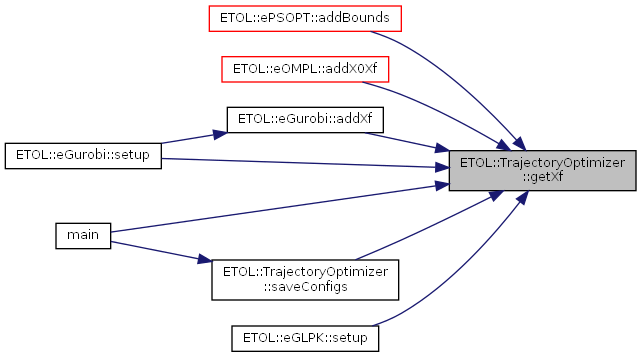 ETOL::ePSOPT::addBounds
ETOL::eOMPL::addX0Xf
ETOL::eGurobi::addXf
ETOL::eGurobi::setup
ETOL::TrajectoryOptimizer
::getXf
main
ETOL::TrajectoryOptimizer
::saveConfigs
ETOL::eGLPK::setup